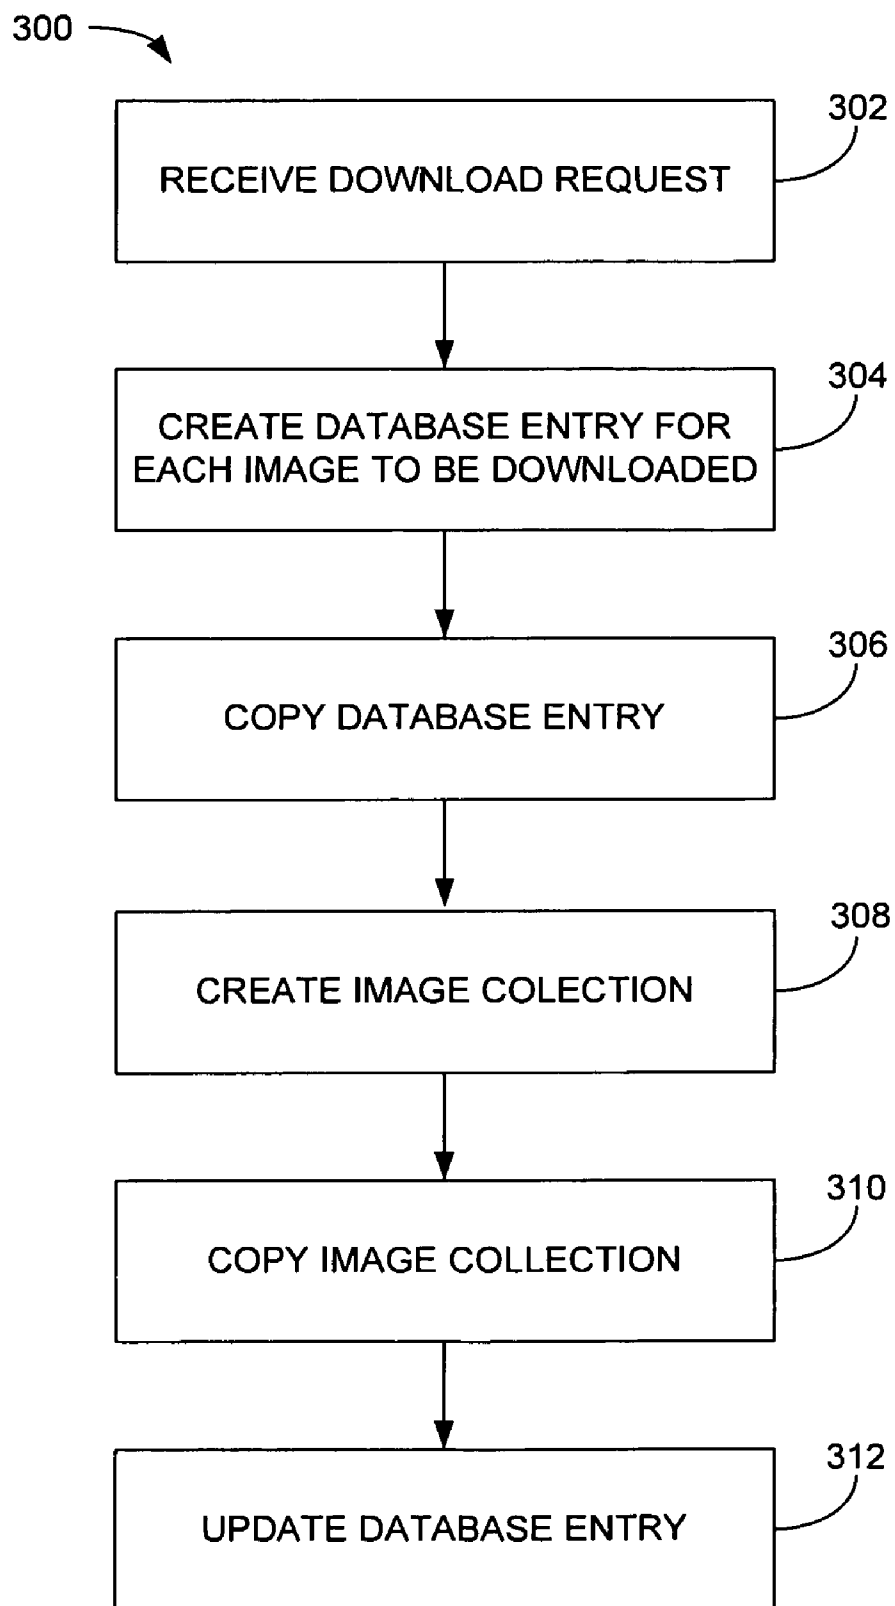 300
302
RECEIVE DOWNLOAD REQUEST
304
CREATE DATABASE ENTRY FOR
EACH IMAGE TO BE DOWNLOADED
306
COPY DATABASE ENTRY
308
CREATE IMAGE COLECTION
310
COPY IMAGE COLLECTION
312
UPDATE DATABASE ENTRY